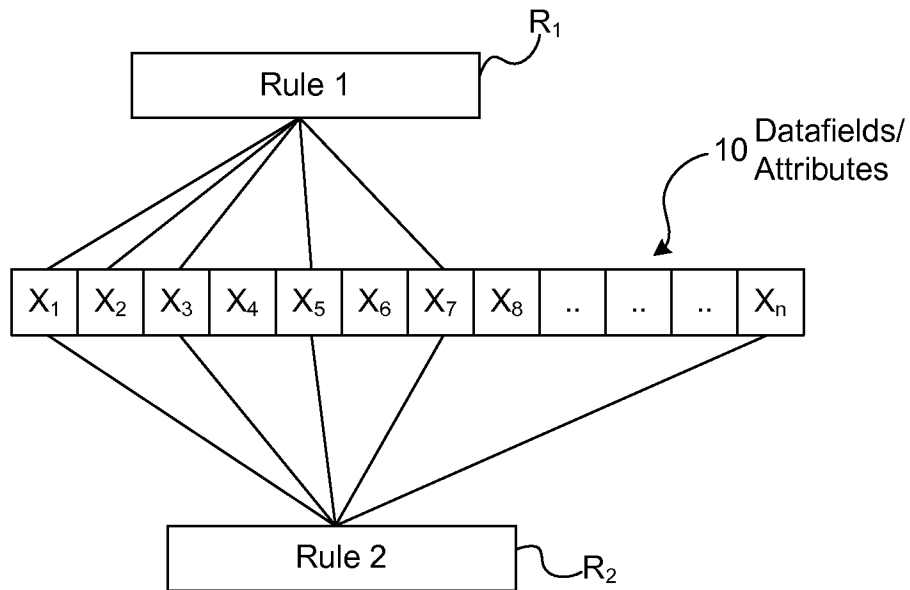 R₁
Rule 1
10 Datafields/
Attributes
X₁ X₂ X₃ X₄ X₅ X₆ X₇ X₈ .. .. .. Xₙ
Rule 2
R₂